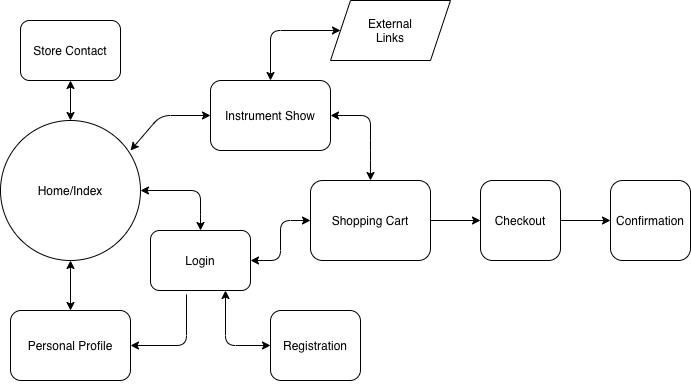 External
Links
Store Contact
Instrument Show
Home/Index
Shopping Cart
Checkout
Confirmation
Login
Personal Profile
Registration